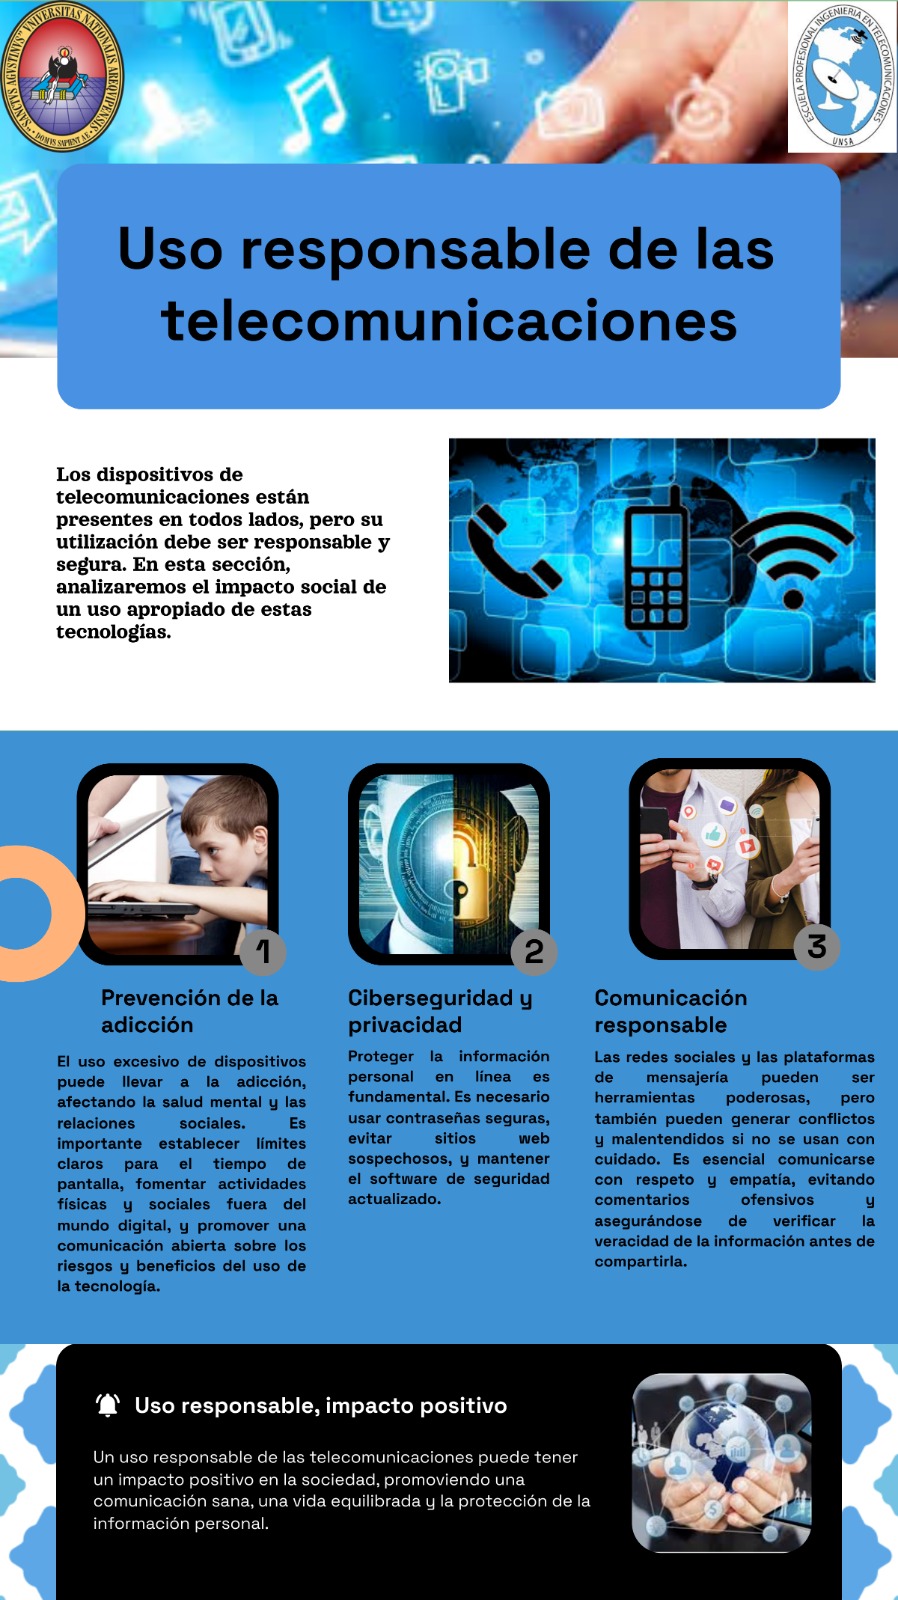 "UNIVERSITAS NATIONALIS AREQUIPENSIS
SANCTUS AUGUSTINUS"
DOMUS SAPIENTIAE
ESCUELA PROFESIONAL INGENIERIA EN TELECOMUNICACIONES
UNSA
Uso responsable de las
telecomunicaciones
Los dispositivos de
telecomunicaciones están
presentes en todos lados, pero su
utilización debe ser responsable y
segura. En esta sección,
analizaremos el impacto social de
un uso apropiado de estas
tecnologías.
1
Prevención de la
adicción
El uso excesivo de dispositivos
puede llevar a la adicción,
afectando la salud mental y las
relaciones sociales. Es
importante establecer límites
claros para el tiempo de
pantalla, fomentar actividades
físicas y sociales fuera del
mundo digital, y promover una
comunicación abierta sobre los
riesgos y beneficios del uso de
la tecnología.
2
Ciberseguridad y
privacidad
Proteger la información
personal en línea es
fundamental. Es necesario
usar contraseñas seguras,
evitar sitios web
sospechosos, y mantener
el software de seguridad
actualizado.
3
Comunicación
responsable
Las redes sociales y las plataformas
de mensajería pueden ser
herramientas poderosas, pero
también pueden generar conflictos
y malentendidos si no se usan con
cuidado. Es esencial comunicarse
con respeto y empatía, evitando
comentarios ofensivos y
asegurándose de verificar la
veracidad de la información antes de
compartirla.
Uso responsable, impacto positivo
Un uso responsable de las telecomunicaciones puede tener
un impacto positivo en la sociedad, promoviendo una
comunicación sana, una vida equilibrada y la protección de la
información personal.